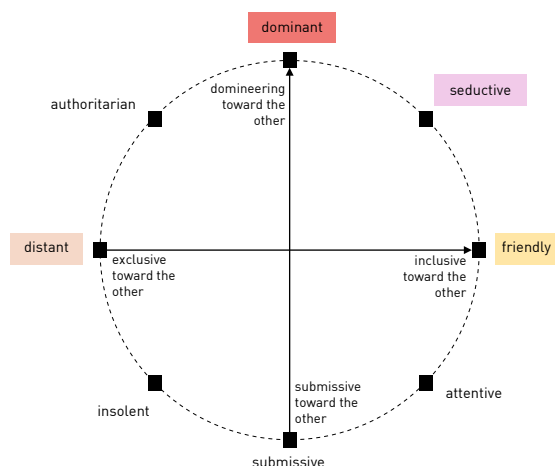 dominant
domineering
toward the
other
seductive
authoritarian
distant
friendly
exclusive
toward the
other
inclusive
toward the
other
submissive
toward the
other
insolent
attentive
submissive